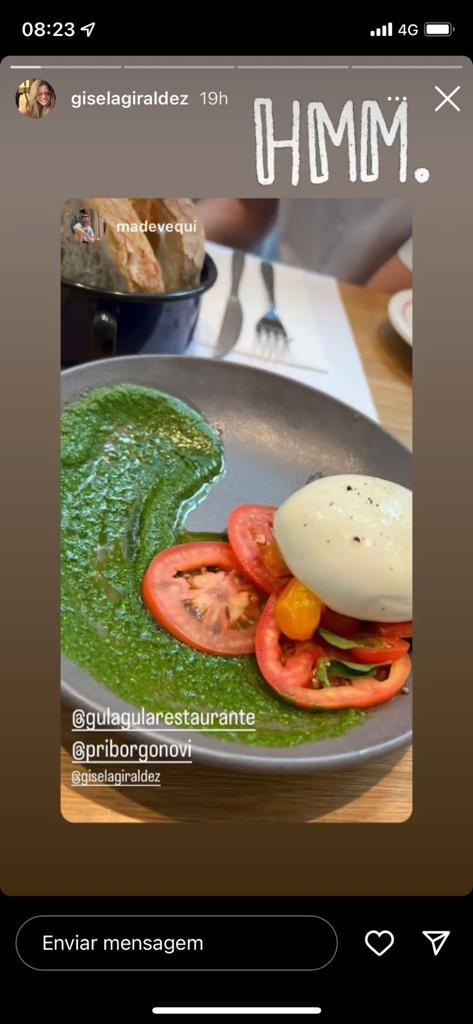 08:23
4G
giselagiraldez 19h
HMM.
madevequi
@gulagularestaurante
@priborgonovi
@giselagiraldez
Enviar mensagem